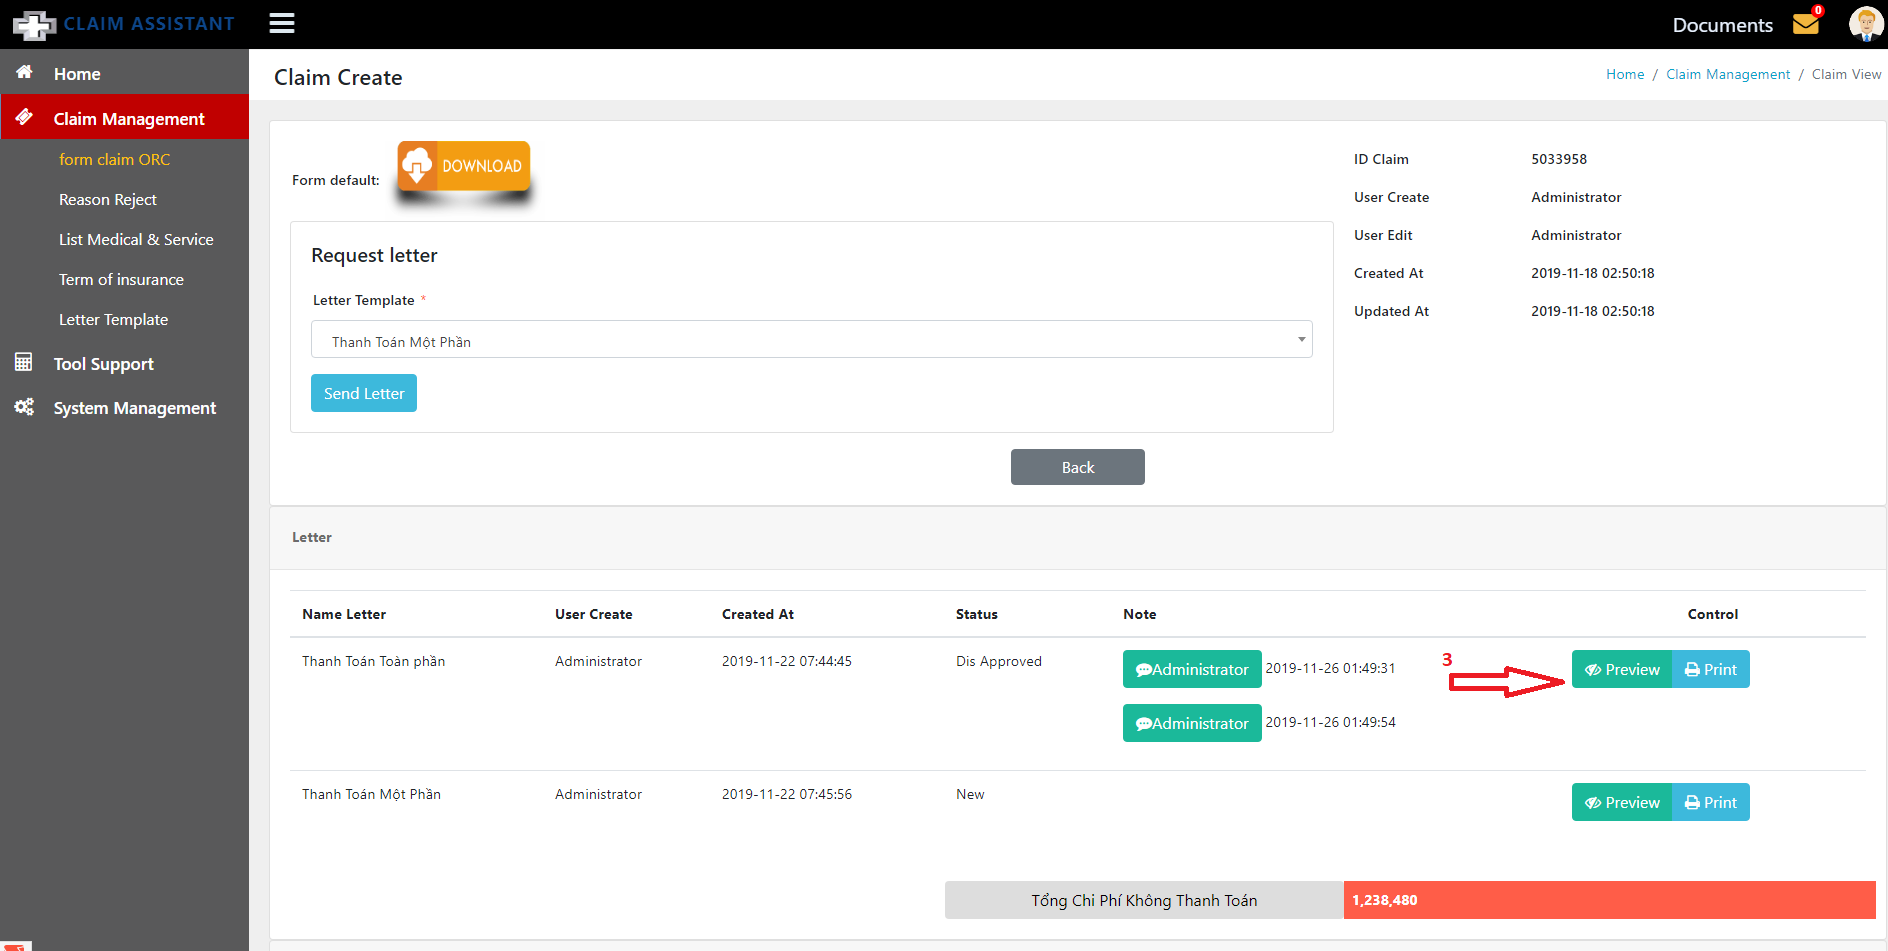 CLAIM ASSISTANT
Documents
0
Home
Claim Management
form claim ORC
Reason Reject
List Medical & Service
Term of insurance
Letter Template
Tool Support
System Management
Claim Create
Home / Claim Management / Claim View
Form default:
DOWNLOAD
Request letter
Letter Template *
Thanh Toán Một Phần
Send Letter
ID Claim 5033958
User Create Administrator
User Edit Administrator
Created At 2019-11-18 02:50:18
Updated At 2019-11-18 02:50:18
Back
Letter
Name Letter User Create Created At Status Note Control
Thanh Toán Toàn phần Administrator 2019-11-22 07:44:45 Dis Approved Administrator 2019-11-26 01:49:31 3 Preview Print
Administrator 2019-11-26 01:49:54
Thanh Toán Một Phần Administrator 2019-11-22 07:45:56 New Preview Print
Tổng Chi Phí Không Thanh Toán 1,238,480